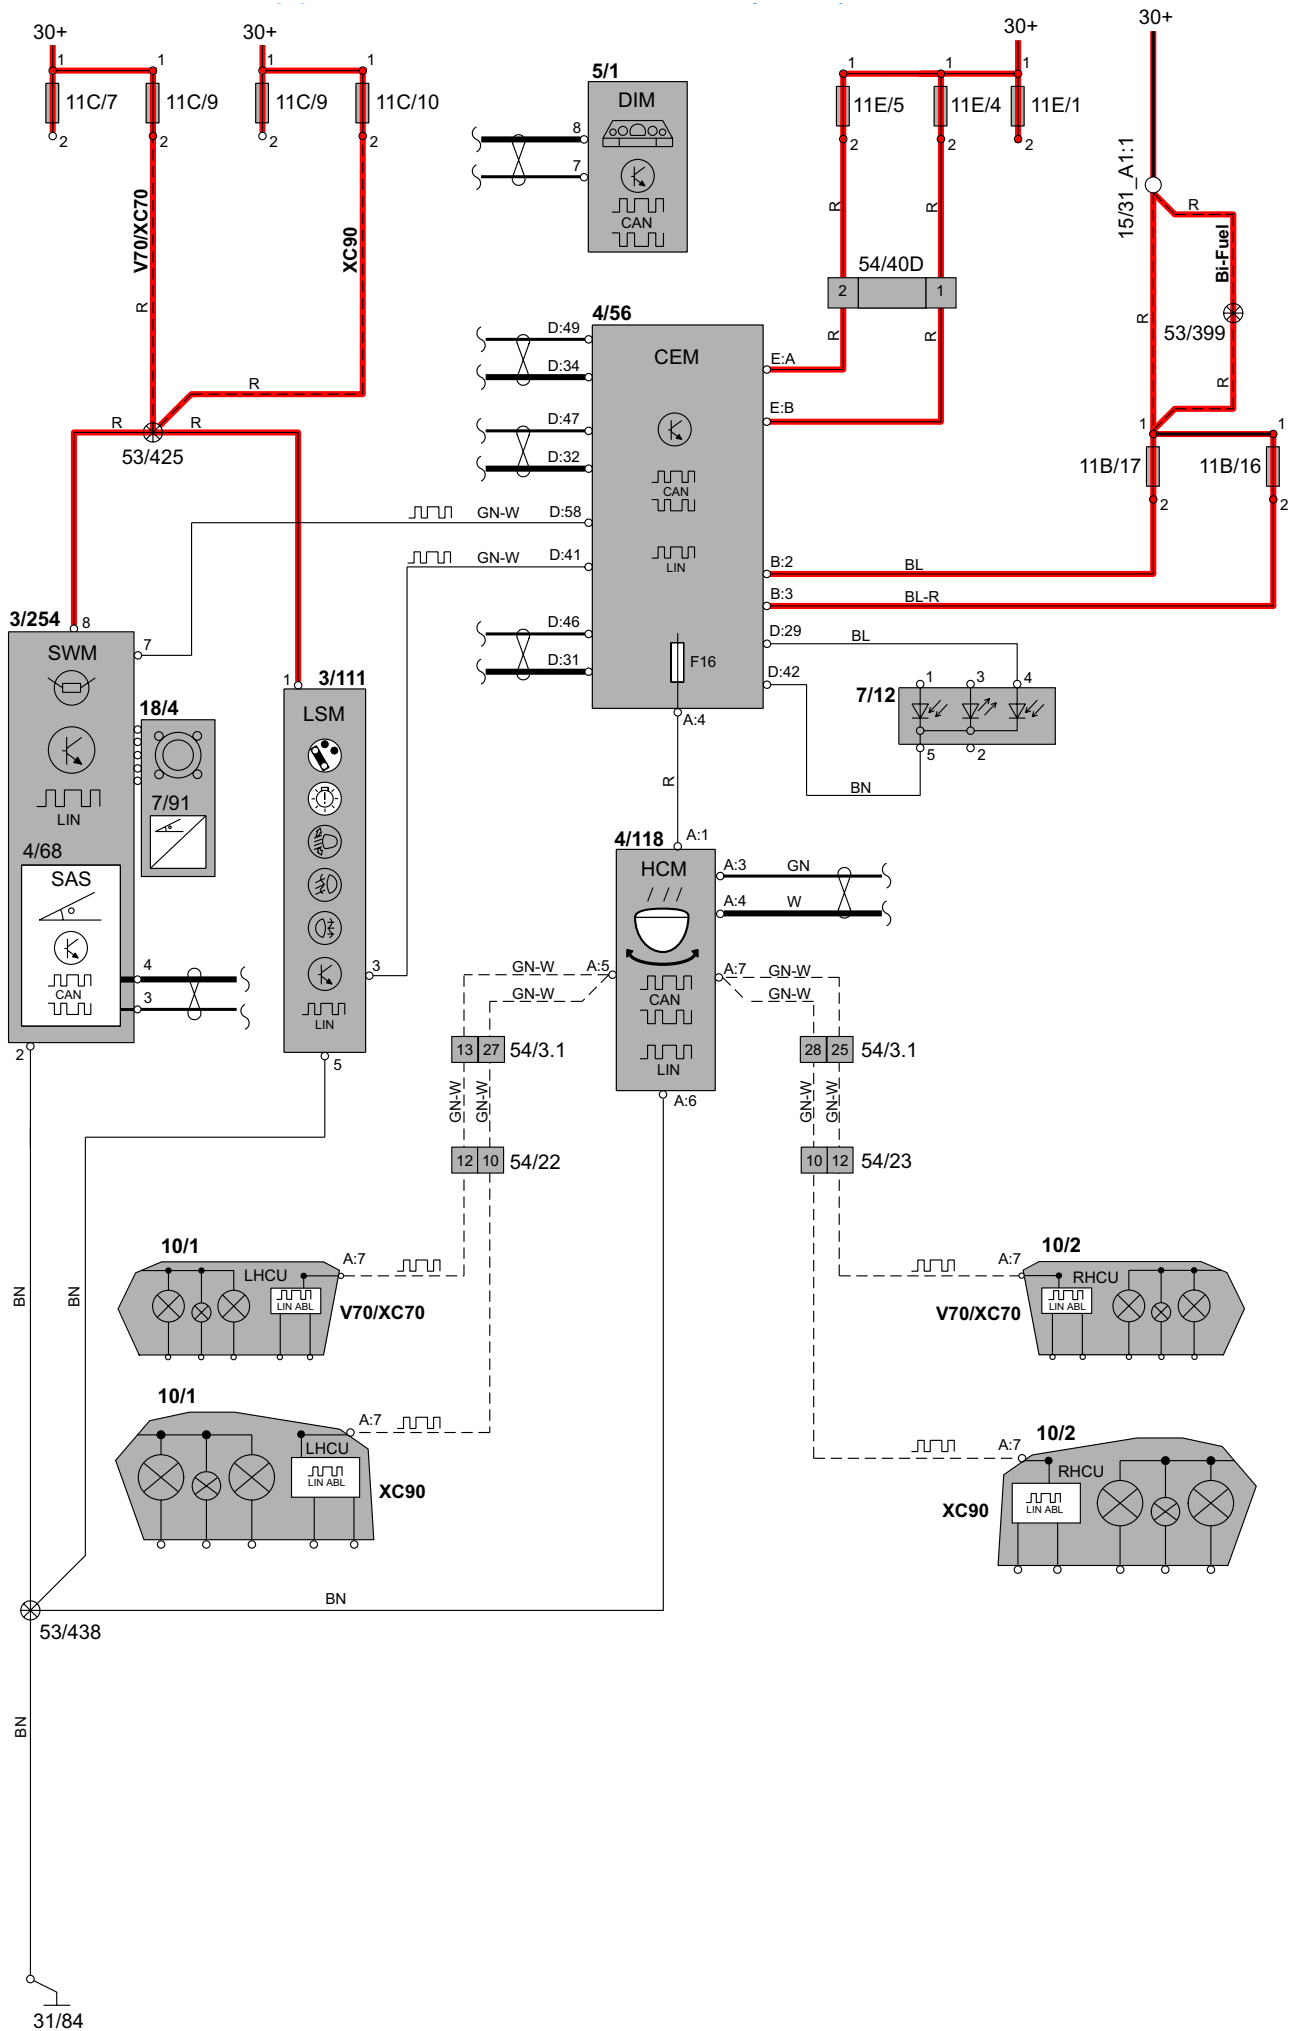 30+
30+
30+
30+
1
1
1
1
1
1
1
11C/7
11C/9
11C/9
11C/10
11E/5
11E/4
11E/1
2
2
2
2
2
2
2
5/1
DIM
8
7
CAN
V70/XC70
XC90
R
R
R
R
54/40D
2
1
R
R
15/31_A1:1
R
Bi-Fuel
R
53/399
R
R
R
53/425
4/56
CEM
D:49
D:34
D:47
D:32
CAN
GN-W
D:58
GN-W
D:41
LIN
D:46
D:31
E:A
E:B
1
1
11B/17
11B/16
2
2
B:2
BL
B:3
BL-R
D:29
BL
D:42
F16
A:4
7/12
1
3
4
5
2
BN
R
3/254
8
SWM
7
LIN
18/4
7/91
4/68
SAS
CAN
4
3
2
3/111
1
LSM
3
LIN
5
4/118
A:1
HCM
A:3
GN
A:4
W
CAN
LIN
GN-W
A:5
GN-W
A:7
GN-W
GN-W
A:6
13
27
54/3.1
28
25
54/3.1
GN-W
GN-W
GN-W
GN-W
12
10
54/22
10
12
54/23
10/1
A:7
LHCU
LIN ABL
V70/XC70
10/2
A:7
RHCU
LIN ABL
V70/XC70
BN
BN
10/1
A:7
LHCU
LIN ABL
XC90
10/2
A:7
RHCU
LIN ABL
XC90
BN
53/438
BN
31/84